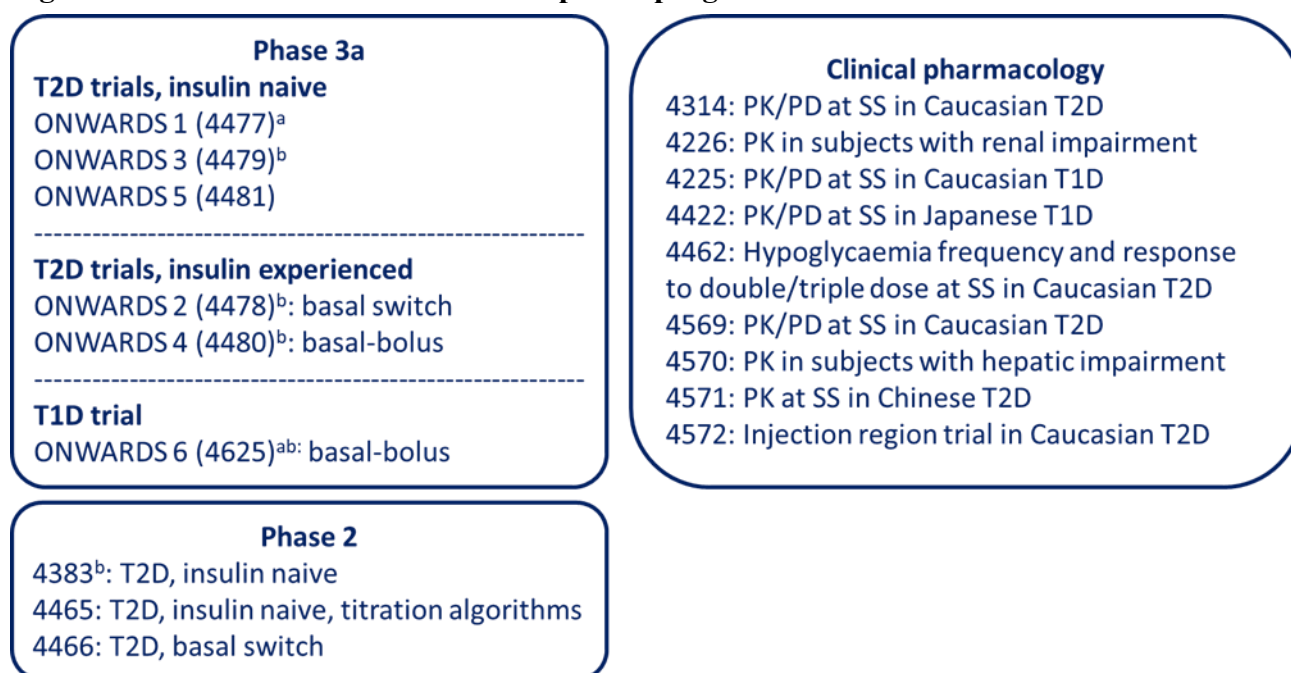 Phase 3a
T2D trials, insulin naive
ONWARDS 1 (4477)ᵃ
ONWARDS 3 (4479)ᵇ
ONWARDS 5 (4481)
T2D trials, insulin experienced
ONWARDS 2 (4478)ᵇ: basal switch
ONWARDS 4 (4480)ᵇ: basal-bolus
T1D trial
ONWARDS 6 (4625)ᵃᵇ: basal-bolus
Phase 2
4383ᵇ: T2D, insulin naive
4465: T2D, insulin naive, titration algorithms
4466: T2D, basal switch
Clinical pharmacology
4314: PK/PD at SS in Caucasian T2D
4226: PK in subjects with renal impairment
4225: PK/PD at SS in Caucasian T1D
4422: PK/PD at SS in Japanese T1D
4462: Hypoglycaemia frequency and response
to double/triple dose at SS in Caucasian T2D
4569: PK/PD at SS in Caucasian T2D
4570: PK in subjects with hepatic impairment
4571: PK at SS in Chinese T2D
4572: Injection region trial in Caucasian T2D